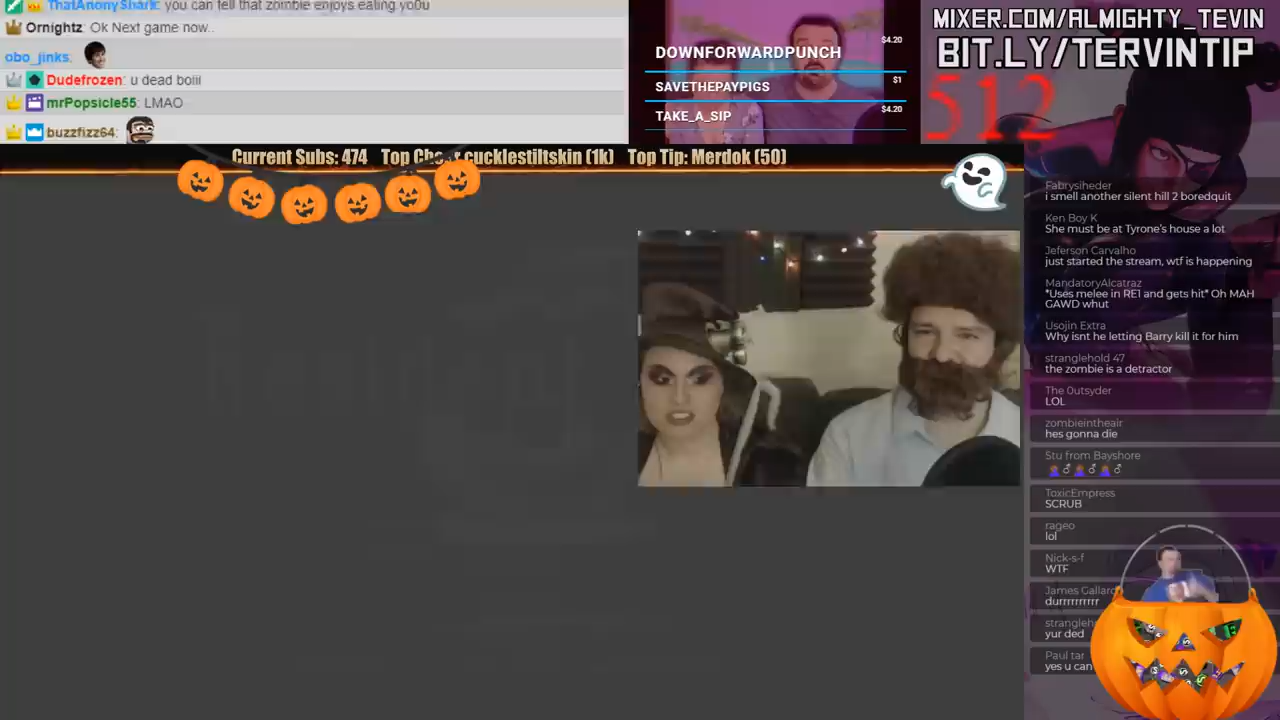 ThatAnonyShark: you can tell that zombie enjoys eating yo0u
Ornightz: Ok Next game now..
obo_jinks:
Dudefrozen: u dead boiii
mrPopsicle55: LMAO
buzzfizz64:
$4.20
DOWNFORWARDPUNCH
$1
SAVETHEPAYPIGS
$4.20
TAKE_A_SIP
MIXER.COM/ALMIGHTY_TEVIN
BIT.LY/TERVINTIP
512
Current Subs: 474 Top cucklestiltskin (1k) Top Tip: Merdok (50)
Fabrysiheder
i smell another silent hill 2 boredquit
Ken Boy K
She must be at Tyrone's house a lot
Jeferson Carvalho
just started the stream, wtf is happening
MandatoryAlcatraz
*Uses melee in RE1 and gets hit* Oh MAH
GAWD whut
Usojin Extra
Why isnt he letting Barry kill it for him
stranglehold 47
the zombie is a detractor
The 0utsyder
LOL
zombieintheair
hes gonna die
Stu from Bayshore
ToxicEmpress
SCRUB
rageo
lol
Nick-s-f
WTF
James Gallard
durrrrrrrrrr
strangleh
yur ded
Paul tar
yes u can